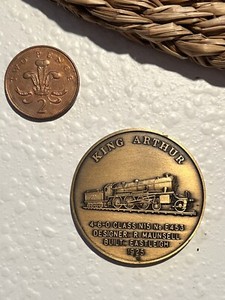 TWO PENCE
2
KING ARTHUR
4-6-0 CLASS N15 Nº E453
DESIGNER R. MAUNSELL
BUILT EASTLEIGH
1925